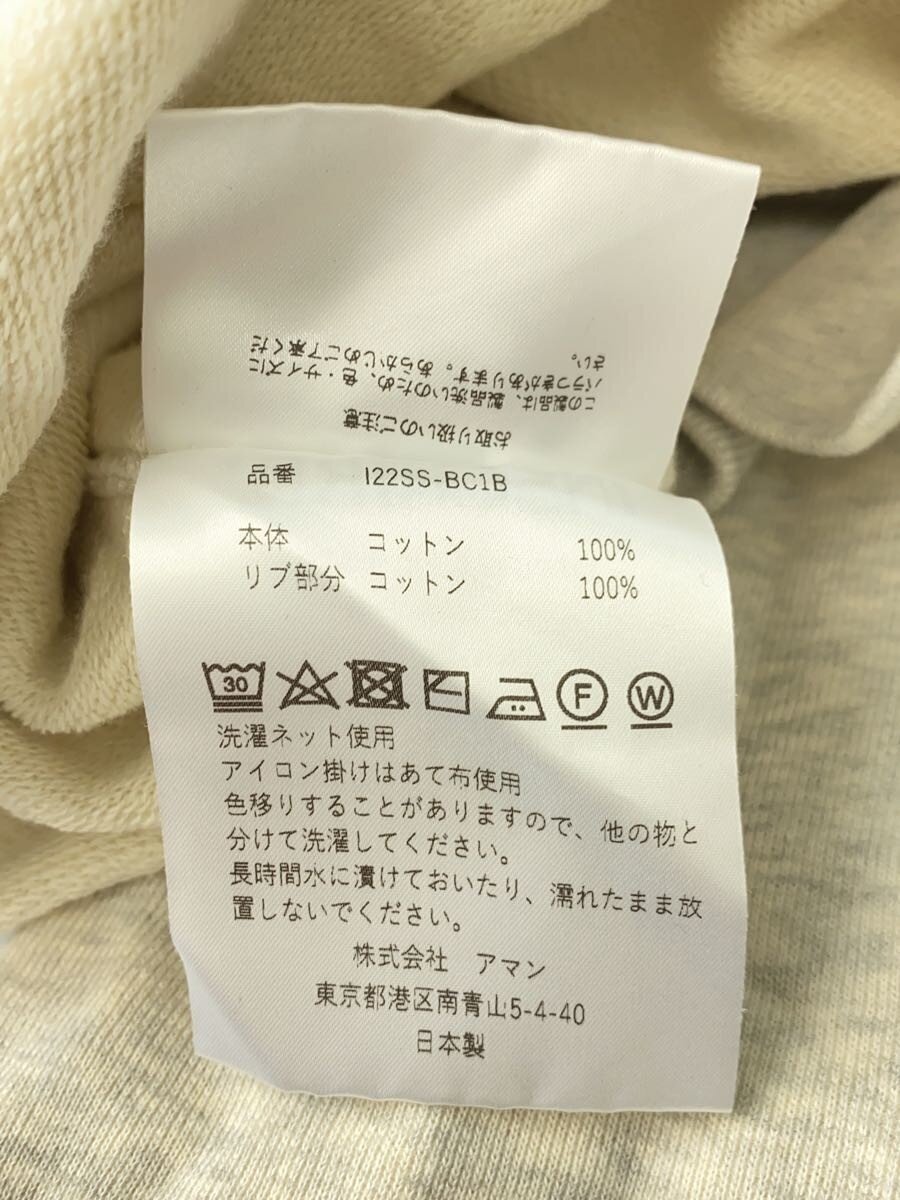 お取り扱いのご注意
この製品は、製品洗いのため、色・サイズに
バラつきがあります。あらかじめご了承くだ
さい。
品番 I22SS-BC1B
本体 コットン 100%
リブ部分 コットン 100%
30 F W
洗濯ネット使用
アイロン掛けはあて布使用
色移りすることがありますので、他の物と
分けて洗濯してください。
長時間水に漬けておいたり、濡れたまま放
置しないでください。
株式会社 アマン
東京都港区南青山5-4-40
日本製